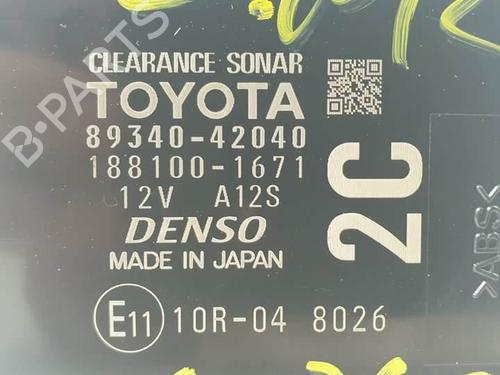 CLEARANCE SONAR
TOYOTA
89340-42040
188100-1671
12V A12S
DENSO
MADE IN JAPAN
E11 10R-04 8026
2C
>ABS<
B-PARTS